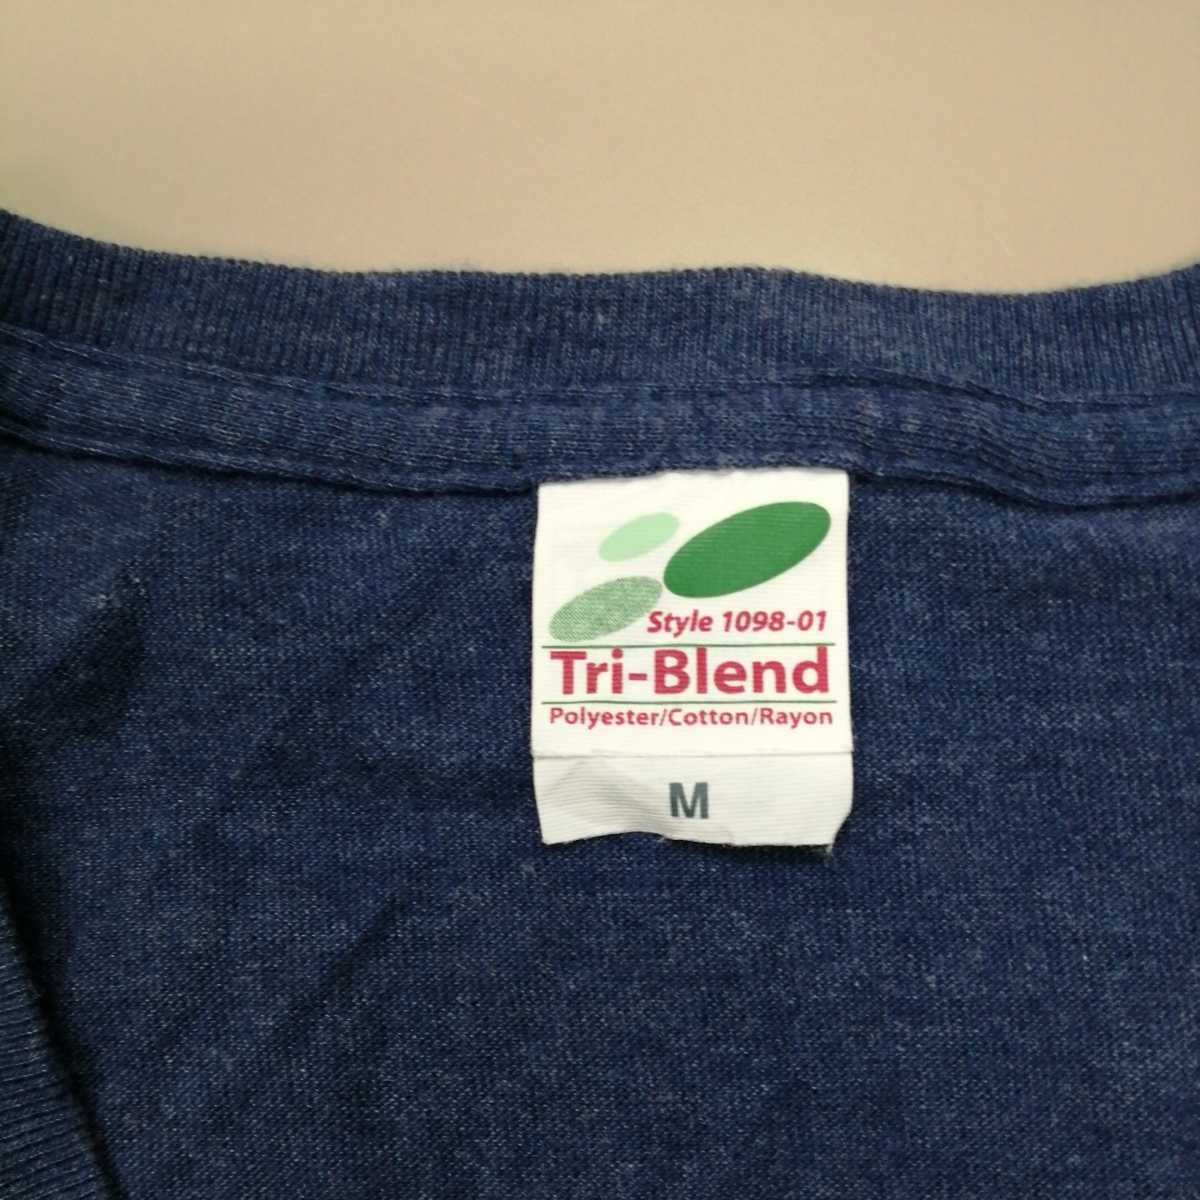 Style 1098-01
Tri-Blend
Polyester/Cotton/Rayon
M